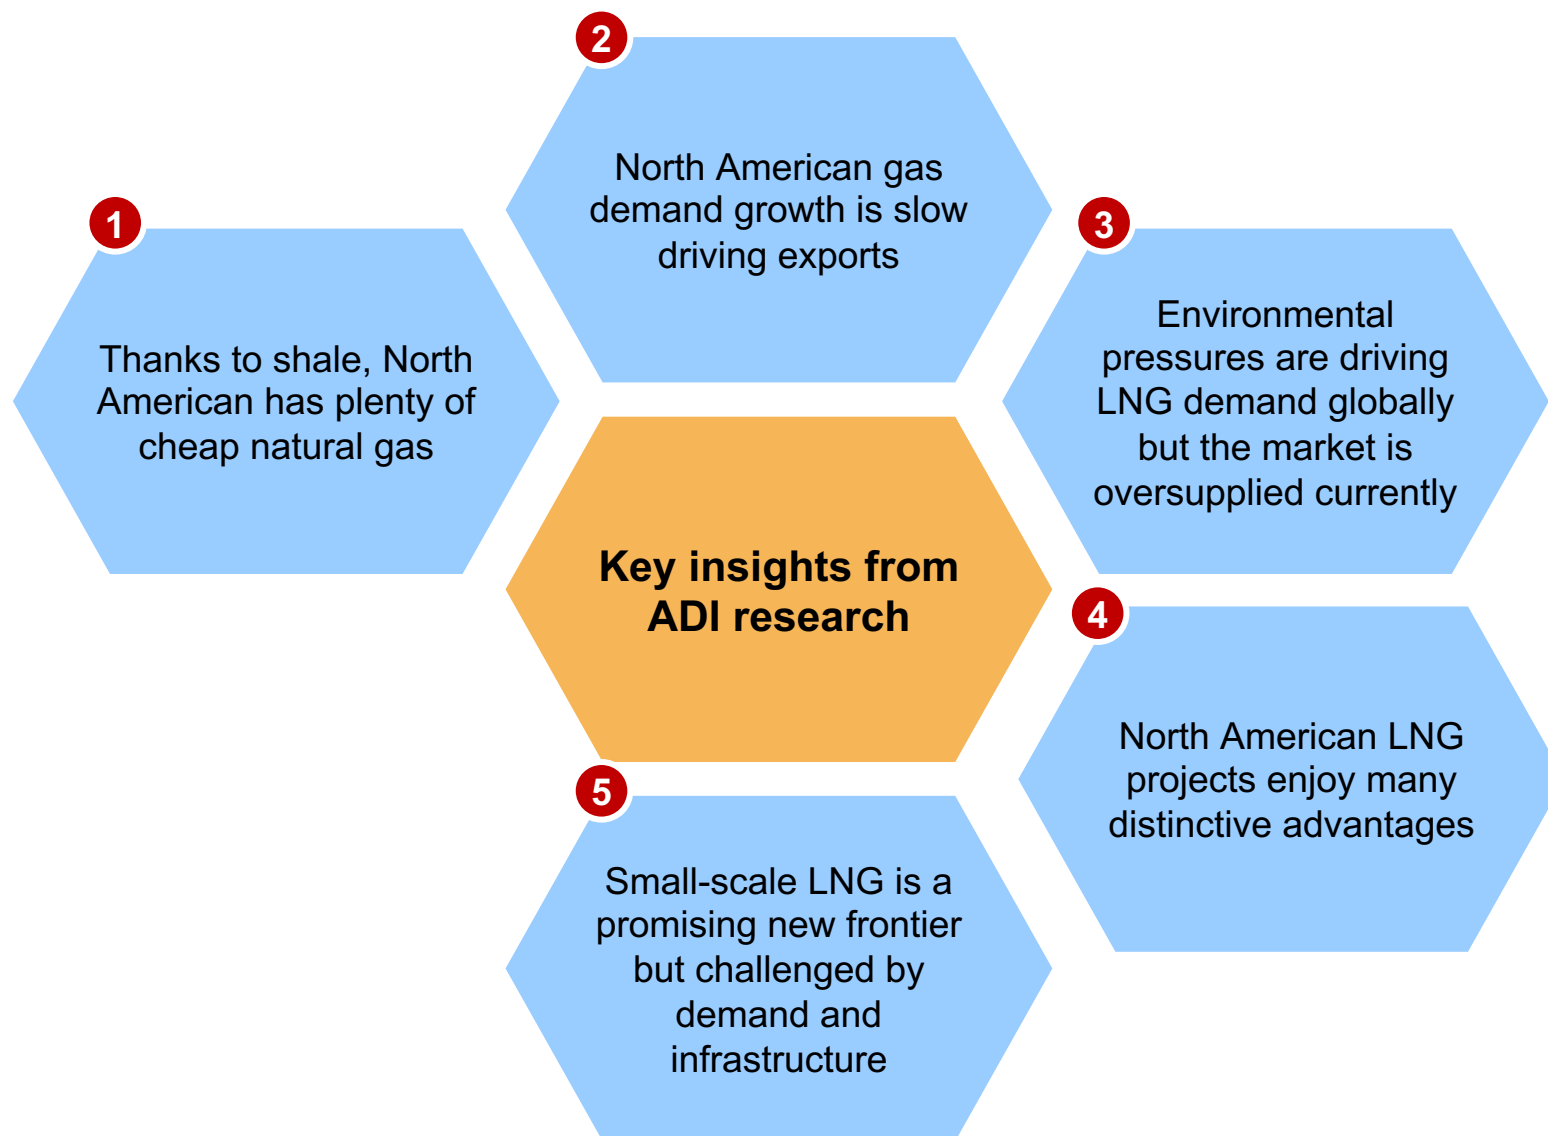 1
Thanks to shale, North
American has plenty of
cheap natural gas
2
North American gas
demand growth is slow
driving exports
3
Environmental
pressures are driving
LNG demand globally
but the market is
oversupplied currently
Key insights from
ADI research
4
North American LNG
projects enjoy many
distinctive advantages
5
Small-scale LNG is a
promising new frontier
but challenged by
demand and
infrastructure